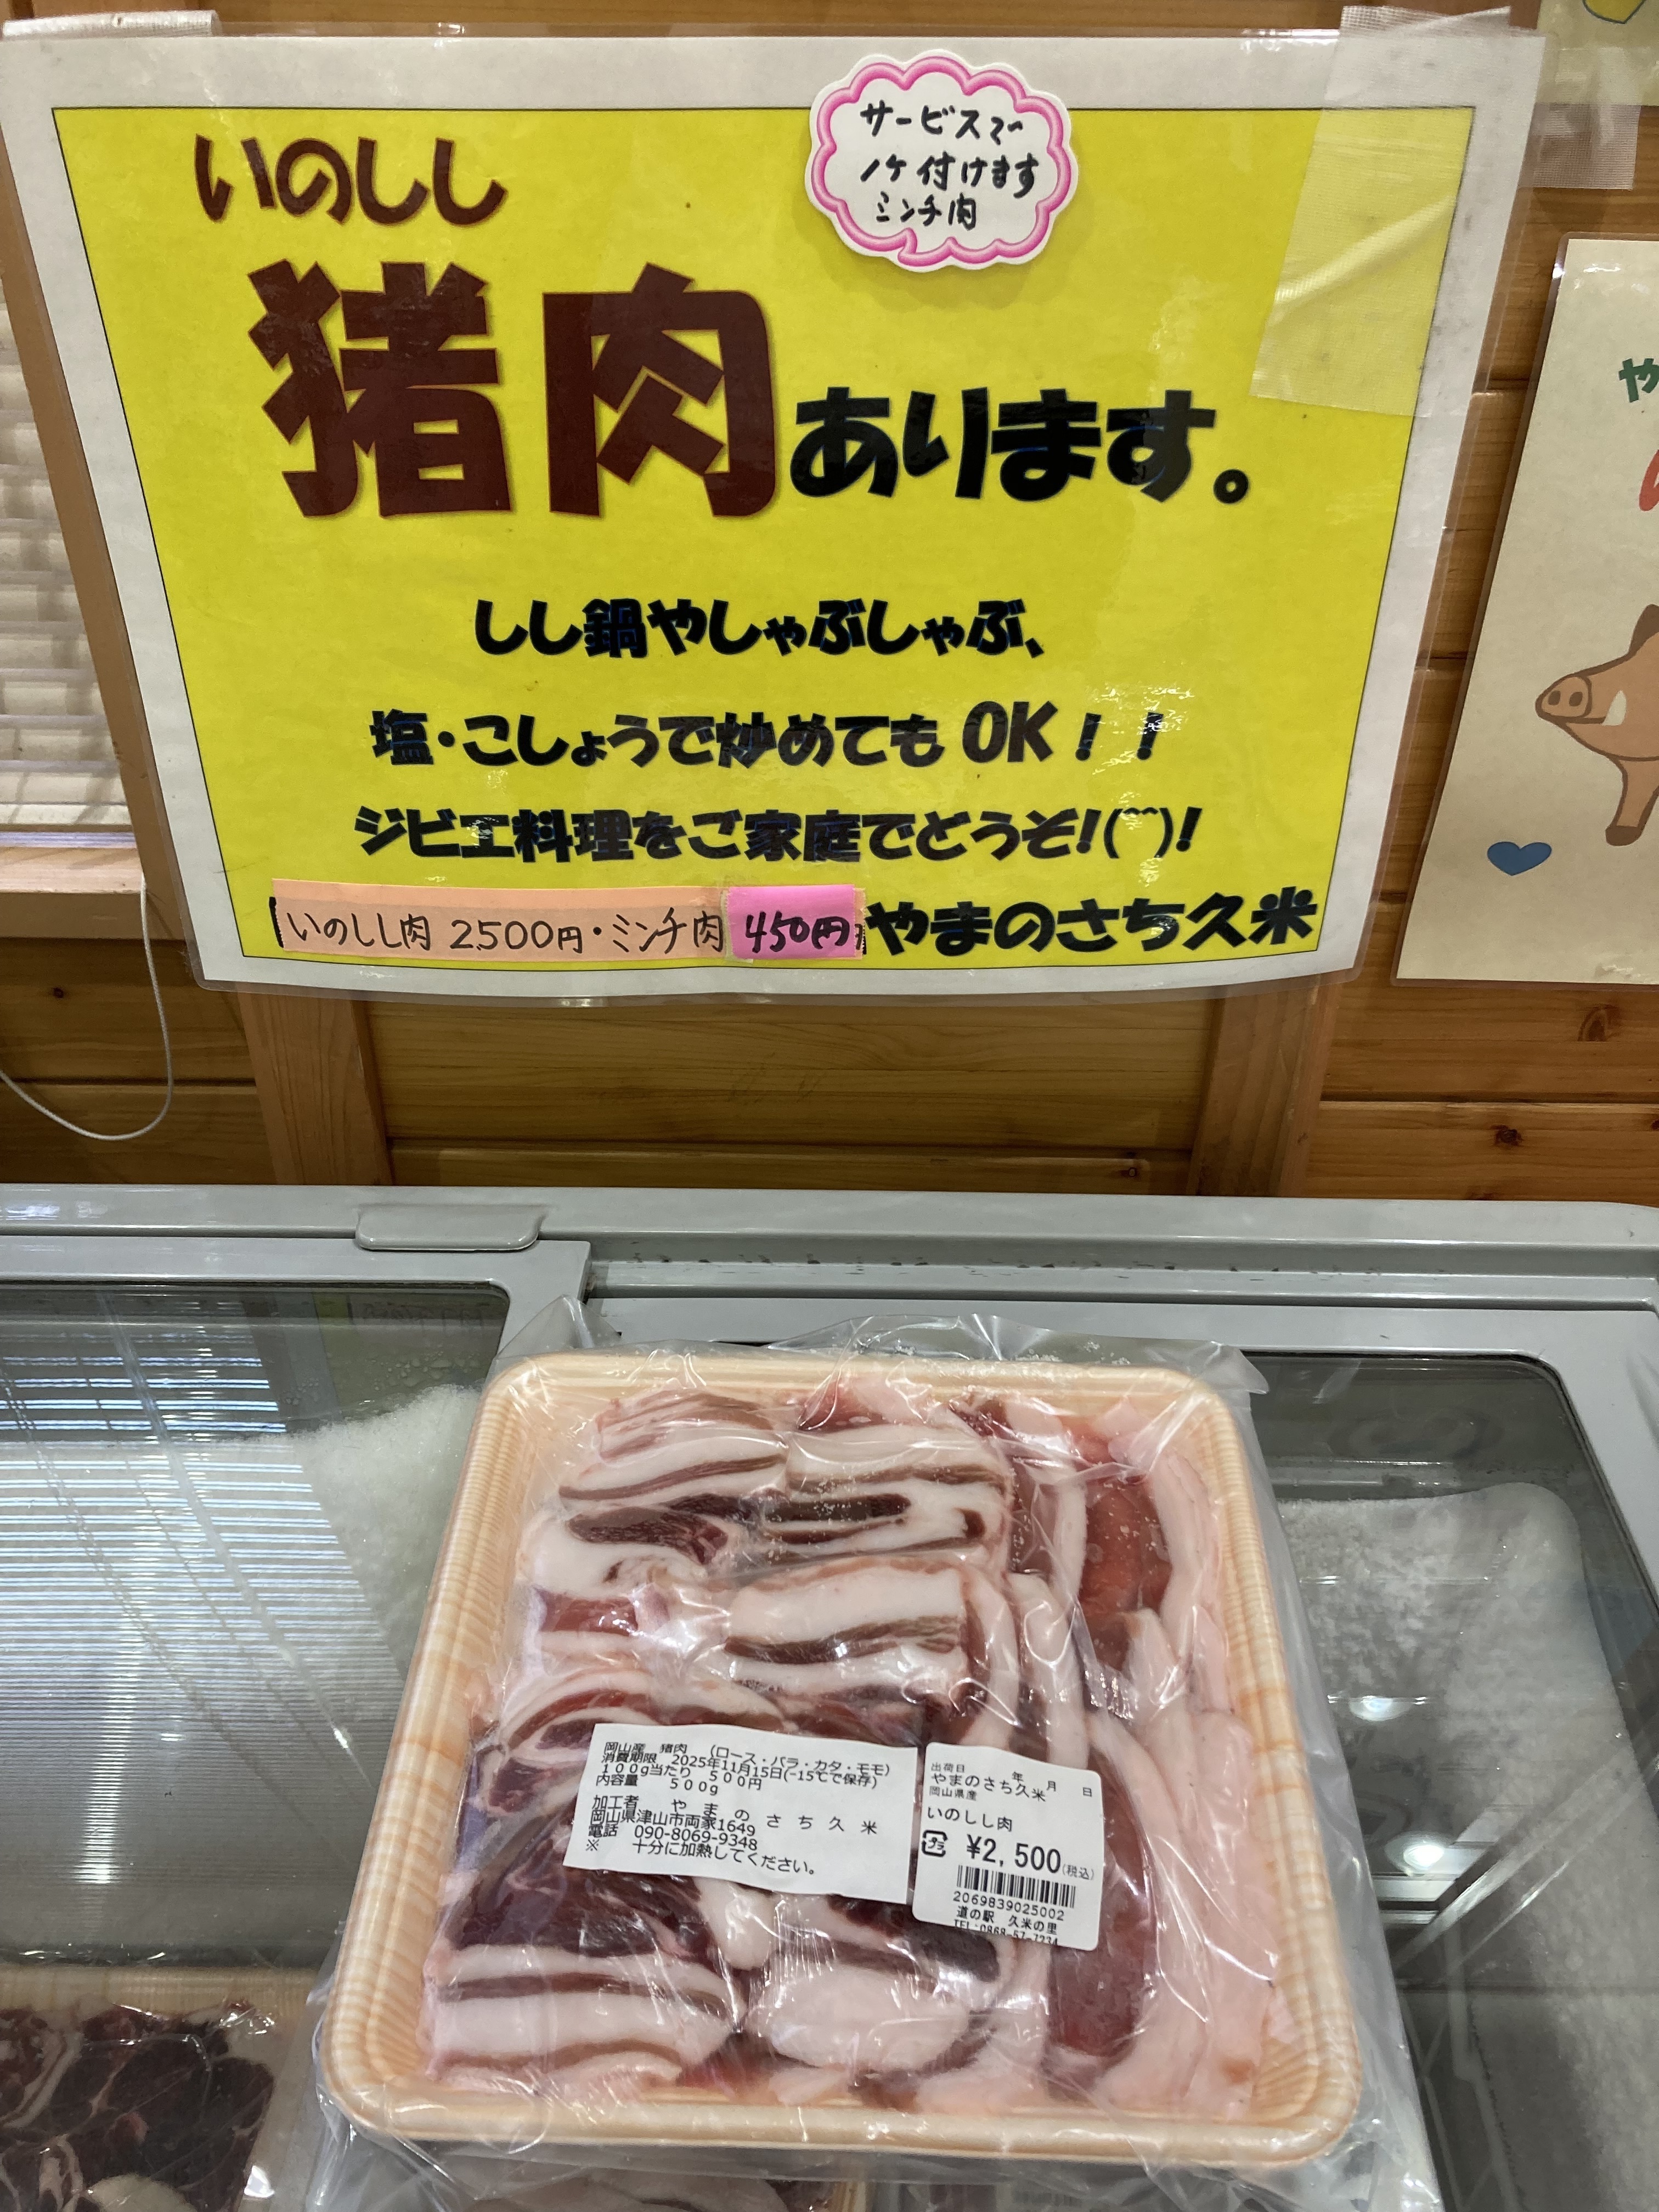 サービスで
1ケ付けます
ミンチ肉
いのしし
猪肉あります。
しし鍋やしゃぶしゃぶ、
塩・こしょうで炒めてもOK!!
ジビエ料理をご家庭でどうぞ!(^^)!
いのしし肉 2500円・ミンチ肉 450円
やまのさち久米
や
岡山産 猪肉 (ロース・バラ・カタ・モモ)
消費期限 2025年11月15日(-15℃で保存)
100g当たり 500円
内容量 500g
加工者 やまのさち久米
岡山県津山市両家1649
電話 090-8069-9348
※ 十分に加熱してください。
出荷日 年 月 日
やまのさち久米
岡山県産
いのしし肉
プラ
¥2,500(税込)
2069839025002
道の駅 久米の里
TEL:0868-57-7234